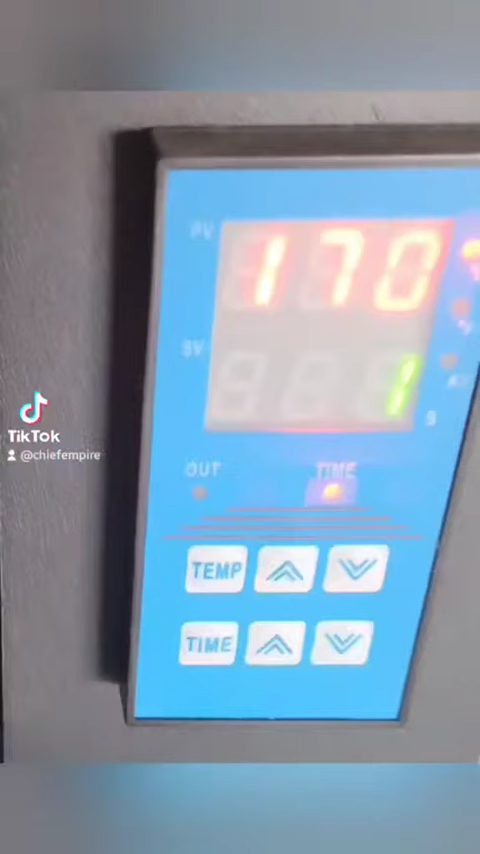 PV
170
SV
1
S
OUT
TIME
TEMP
TIME
TikTok
@chiefempire